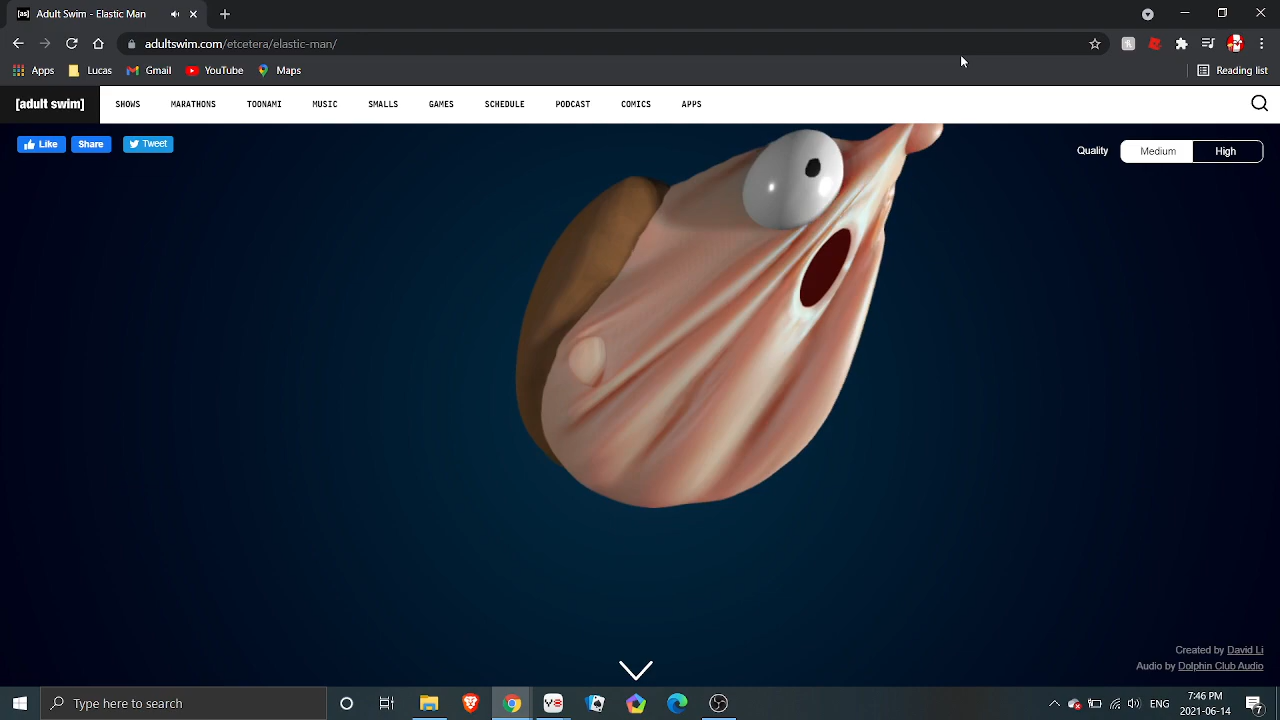 [as] Adult Swim - Elastic Man
adultswim.com/etcetera/elastic-man/
Apps Lucas Gmail YouTube Maps Reading list
[adult swim] SHOWS MARATHONS TOONAMI MUSIC SMALLS GAMES SCHEDULE PODCAST COMICS APPS
Like Share Tweet Quality Medium High
Created by David Li
Audio by Dolphin Club Audio
Type here to search ENG 7:46 PM
2021-06-14 7